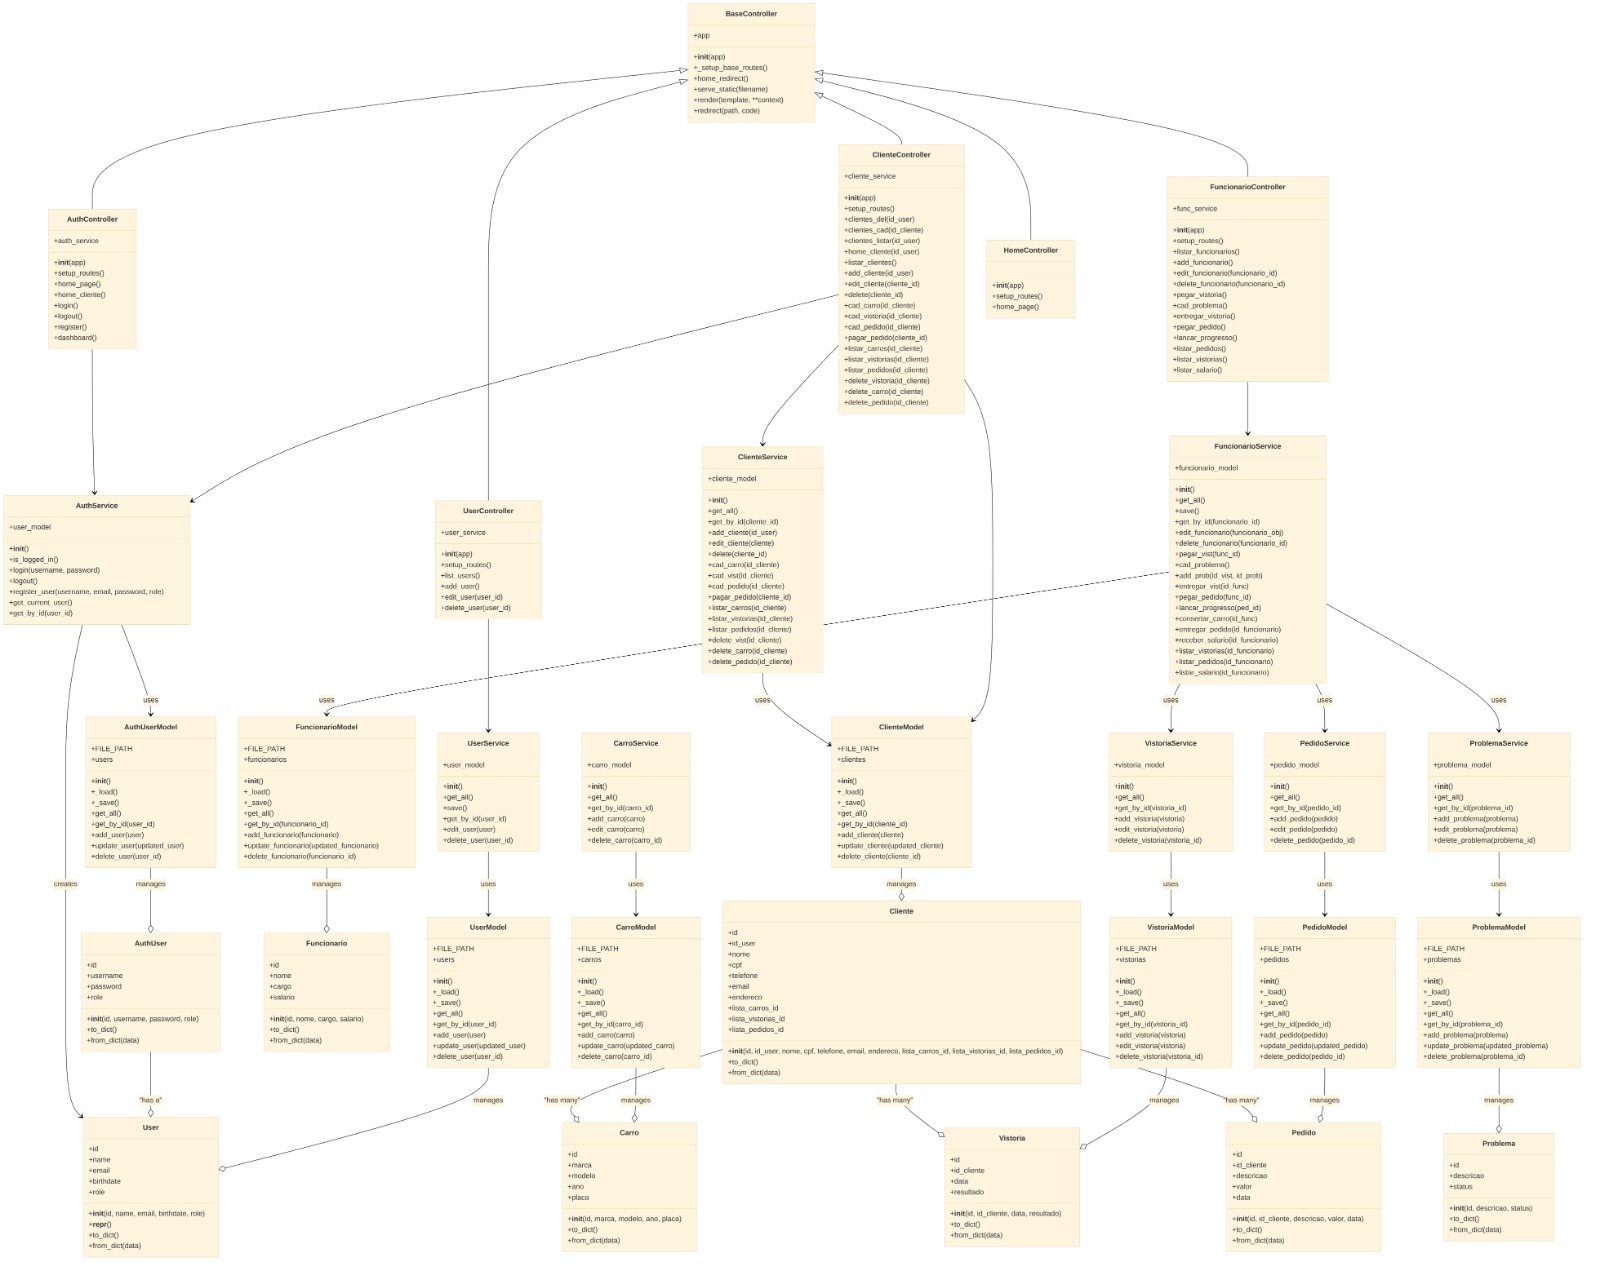 BaseController
+app
+init(app)
+_setup_base_routes()
+home_redirect()
+serve_static(filename)
+render(template, **context)
+redirect(path, code)
AuthController
+auth_service
+init(app)
+setup_routes()
+home_page()
+home_cliente()
+login()
+logout()
+register()
+dashboard()
ClienteController
+cliente_service
+init(app)
+setup_routes()
+clientes_del(id_user)
+clientes_cad(id_cliente)
+clientes_listar(id_user)
+home_cliente(id_user)
+listar_clientes()
+add_cliente(id_user)
+edit_cliente(cliente_id)
+delete(cliente_id)
+cad_carro(id_cliente)
+cad_vistoria(id_cliente)
+cad_pedido(id_cliente)
+pagar_pedido(cliente_id)
+listar_carros(id_cliente)
+listar_vistorias(id_cliente)
+listar_pedidos(id_cliente)
+delete_vistoria(id_cliente)
+delete_carro(id_cliente)
+delete_pedido(id_cliente)
HomeController
+init(app)
+setup_routes()
+home_page()
FuncionarioController
+func_service
+init(app)
+setup_routes()
+listar_funcionarios()
+add_funcionario()
+edit_funcionario(funcionario_id)
+delete_funcionario(funcionario_id)
+pegar_vistoria()
+cad_problema()
+entregar_vistoria()
+pegar_pedido()
+lancar_progresso()
+listar_pedidos()
+listar_vistorias()
+listar_salario()
AuthService
+user_model
+init()
+is_logged_in()
+login(username, password)
+logout()
+register_user(username, email, password, role)
+get_current_user()
+get_by_id(user_id)
UserController
+user_service
+init(app)
+setup_routes()
+list_users()
+add_user()
+edit_user(user_id)
+delete_user(user_id)
ClienteService
+cliente_model
+init()
+get_all()
+get_by_id(cliente_id)
+add_cliente(id_user)
+edit_cliente(cliente)
+delete(cliente_id)
+cad_carro(id_cliente)
+cad_vist(id_cliente)
+cad_pedido(id_cliente)
+pagar_pedido(cliente_id)
+listar_carros(id_cliente)
+listar_vistorias(id_cliente)
+listar_pedidos(id_cliente)
+delete_vist(id_cliente)
+delete_carro(id_cliente)
+delete_pedido(id_cliente)
FuncionarioService
+funcionario_model
+init()
+get_all()
+save()
+get_by_id(funcionario_id)
+edit_funcionario(funcionario_obj)
+delete_funcionario(funcionario_id)
+pegar_vist(func_id)
+cad_problema()
+add_prob(id_vist, id_prob)
+entregar_vist(id_func)
+pegar_pedido(func_id)
+lancar_progresso(ped_id)
+consertar_carro(id_func)
+entregar_pedido(id_funcionario)
+receber_salario(id_funcionario)
+listar_vistorias(id_funcionario)
+listar_pedidos(id_funcionario)
+listar_salario(id_funcionario)
uses
uses
uses
uses
uses
uses
AuthUserModel
+FILE_PATH
+users
+init()
+_load()
+_save()
+get_all()
+get_by_id(user_id)
+add_user(user)
+update_user(updated_user)
+delete_user(user_id)
FuncionarioModel
+FILE_PATH
+funcionarios
+init()
+_load()
+_save()
+get_all()
+get_by_id(funcionario_id)
+add_funcionario(funcionario)
+update_funcionario(updated_funcionario)
+delete_funcionario(funcionario_id)
UserService
+user_model
+init()
+get_all()
+save()
+get_by_id(user_id)
+edit_user(user)
+delete_user(user_id)
CarroService
+carro_model
+init()
+get_all()
+get_by_id(carro_id)
+add_carro(carro)
+edit_carro(carro)
+delete_carro(carro_id)
ClienteModel
+FILE_PATH
+clientes
+init()
+_load()
+_save()
+get_all()
+get_by_id(cliente_id)
+add_cliente(cliente)
+update_cliente(updated_cliente)
+delete_cliente(cliente_id)
VistoriaService
+vistoria_model
+init()
+get_all()
+get_by_id(vistoria_id)
+add_vistoria(vistoria)
+edit_vistoria(vistoria)
+delete_vistoria(vistoria_id)
PedidoService
+pedido_model
+init()
+get_all()
+get_by_id(pedido_id)
+add_pedido(pedido)
+edit_pedido(pedido)
+delete_pedido(pedido_id)
ProblemaService
+problema_model
+init()
+get_all()
+get_by_id(problema_id)
+add_problema(problema)
+edit_problema(problema)
+delete_problema(problema_id)
creates
manages
manages
uses
uses
manages
uses
uses
uses
AuthUser
+id
+username
+password
+role
+init(id, username, password, role)
+to_dict()
+from_dict(data)
Funcionario
+id
+nome
+cargo
+salario
+init(id, nome, cargo, salario)
+to_dict()
+from_dict(data)
UserModel
+FILE_PATH
+users
+init()
+_load()
+_save()
+get_all()
+get_by_id(user_id)
+add_user(user)
+update_user(updated_user)
+delete_user(user_id)
CarroModel
+FILE_PATH
+carros
+init()
+_load()
+_save()
+get_all()
+get_by_id(carro_id)
+add_carro(carro)
+update_carro(updated_carro)
+delete_carro(carro_id)
Cliente
+id
+id_user
+nome
+cpf
+telefone
+email
+endereco
+lista_carros_id
+lista_vistorias_id
+lista_pedidos_id
+init(id, id_user, nome, cpf, telefone, email, endereco, lista_carros_id, lista_vistorias_id, lista_pedidos_id)
+to_dict()
+from_dict(data)
VistoriaModel
+FILE_PATH
+vistorias
+init()
+_load()
+_save()
+get_all()
+get_by_id(vistoria_id)
+add_vistoria(vistoria)
+edit_vistoria(vistoria)
+delete_vistoria(vistoria_id)
PedidoModel
+FILE_PATH
+pedidos
+init()
+_load()
+_save()
+get_all()
+get_by_id(pedido_id)
+add_pedido(pedido)
+update_pedido(updated_pedido)
+delete_pedido(pedido_id)
ProblemaModel
+FILE_PATH
+problemas
+init()
+_load()
+_save()
+get_all()
+get_by_id(problema_id)
+add_problema(problema)
+update_problema(updated_problema)
+delete_problema(problema_id)
"has a"
manages
"has many"
manages
"has many"
manages
"has many"
manages
manages
User
+id
+name
+email
+birthdate
+role
+init(id, name, email, birthdate, role)
+repr()
+to_dict()
+from_dict(data)
Carro
+id
+marca
+modelo
+ano
+placa
+init(id, marca, modelo, ano, placa)
+to_dict()
+from_dict(data)
Vistoria
+id
+id_cliente
+data
+resultado
+init(id, id_cliente, data, resultado)
+to_dict()
+from_dict(data)
Pedido
+id
+id_cliente
+descricao
+valor
+data
+init(id, id_cliente, descricao, valor, data)
+to_dict()
+from_dict(data)
Problema
+id
+descricao
+status
+init(id, descricao, status)
+to_dict()
+from_dict(data)